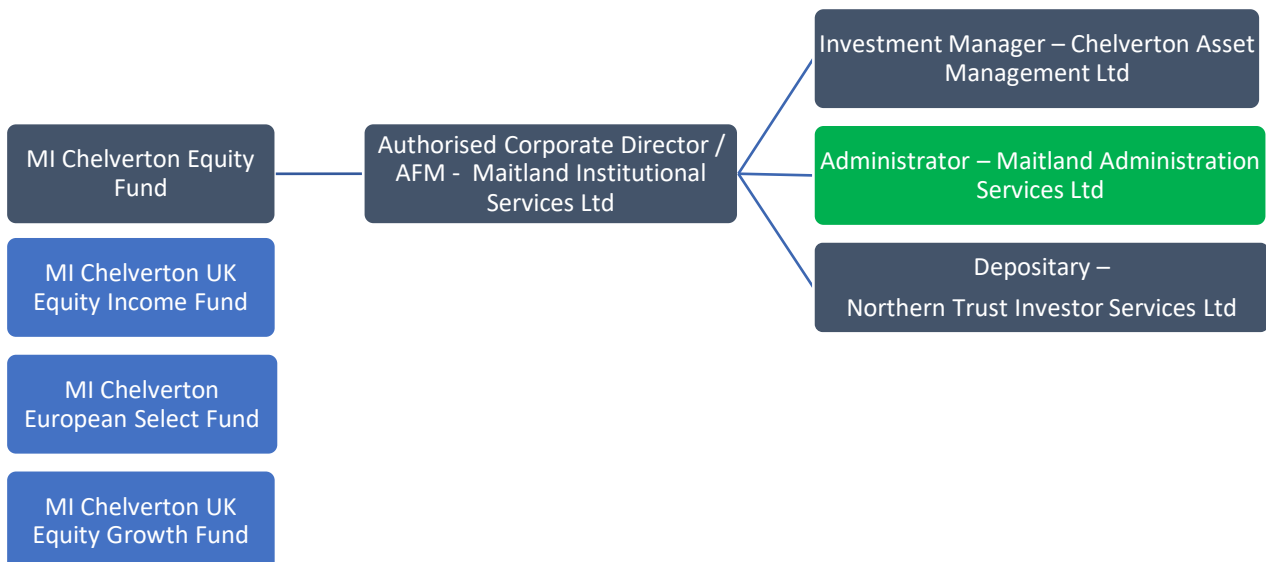 MI Chelverton Equity
Fund
MI Chelverton UK
Equity Income Fund
MI Chelverton
European Select Fund
MI Chelverton UK
Equity Growth Fund
Authorised Corporate Director /
AFM -  Maitland Institutional
Services Ltd
Investment Manager – Chelverton Asset
Management Ltd
Administrator – Maitland Administration
Services Ltd
Depositary –
Northern Trust Investor Services Ltd